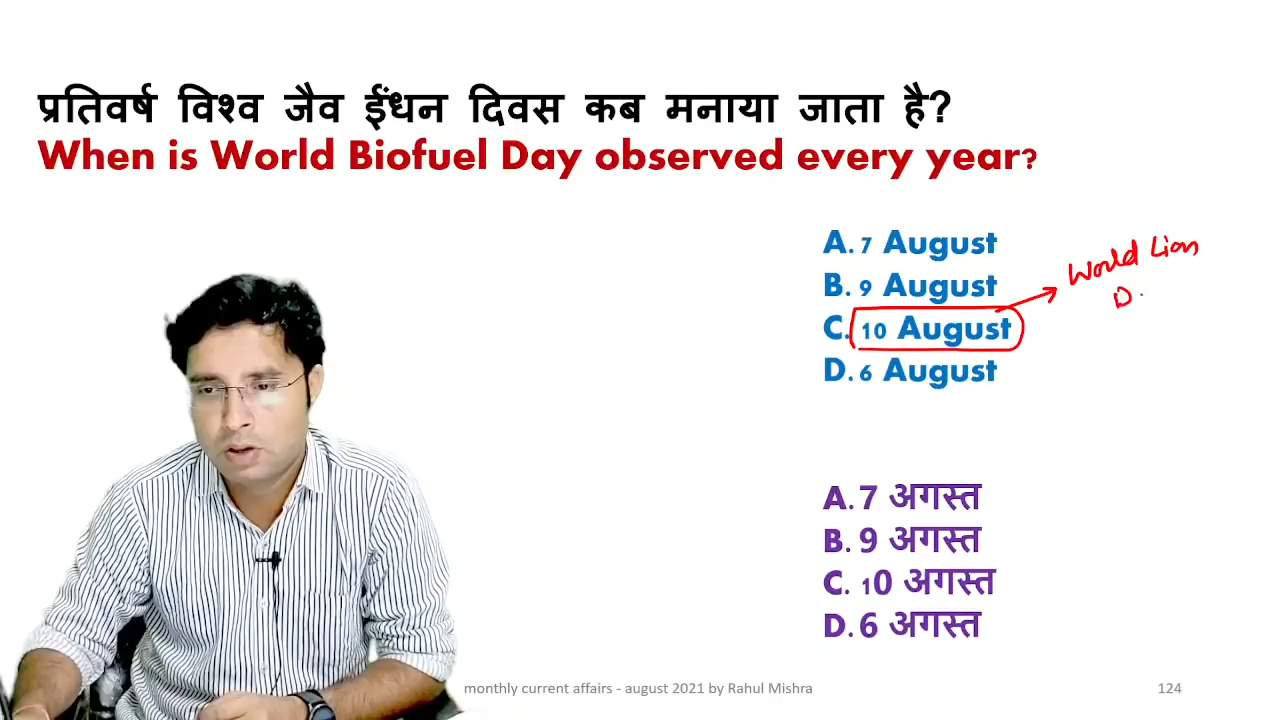 प्रतिवर्ष विश्व जैव ईंधन दिवस कब मनाया जाता है?
When is World Biofuel Day observed every year?
A. 7 August
B. 9 August
C. 10 August
D. 6 August
World Lion
D
A. 7 अगस्त
B. 9 अगस्त
C. 10 अगस्त
D. 6 अगस्त
monthly current affairs - august 2021 by Rahul Mishra
124